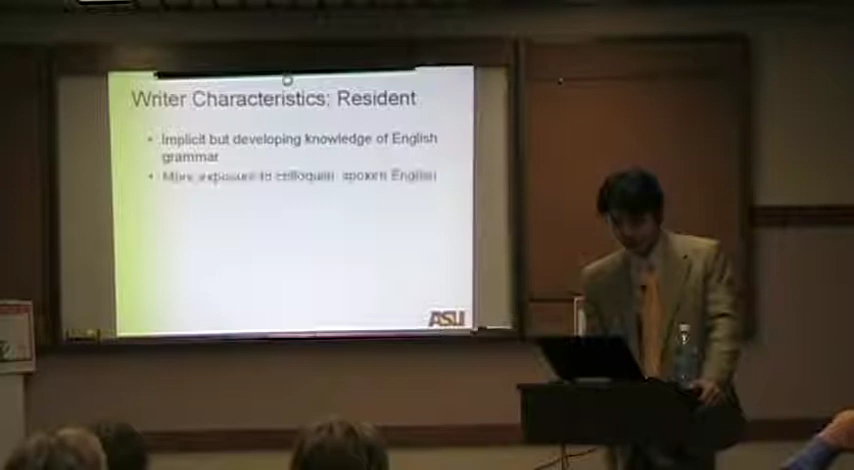 Writer Characteristics: Resident
• Implicit but developing knowledge of English
grammar
• More exposure to colloquial, spoken English
ASU